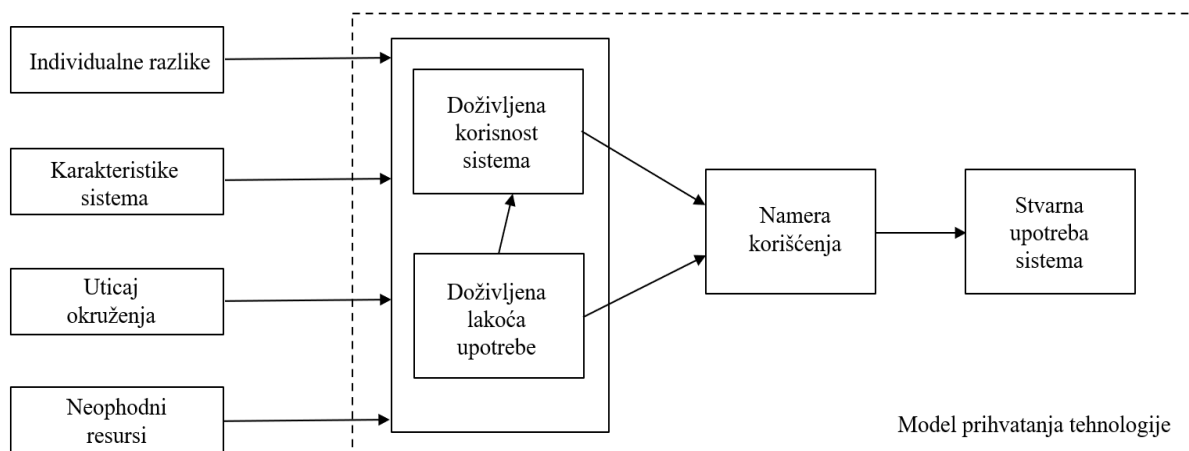 Individualne razlike
Karakteristike
sistema
Uticaj
okruženja
Neophodni
resursi
Doživljena
korisnost
sistema
Doživljena
lakoća
upotrebe
Namera
korišćenja
Stvarna
upotreba
sistema
Model prihvatanja tehnologije